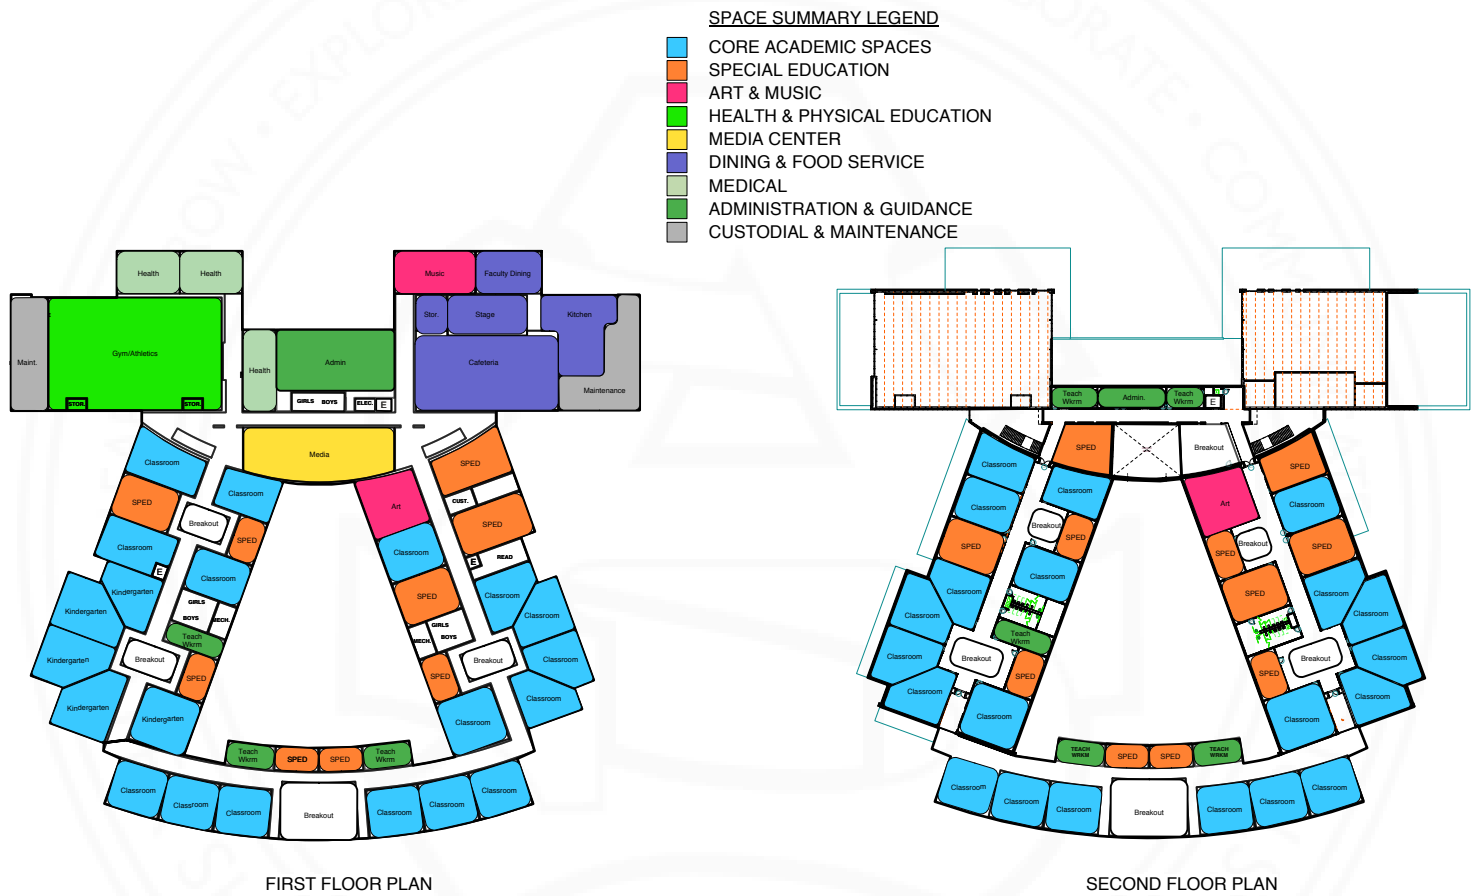 SPACE SUMMARY LEGEND
CORE ACADEMIC SPACES
SPECIAL EDUCATION
ART & MUSIC
HEALTH & PHYSICAL EDUCATION
MEDIA CENTER
DINING & FOOD SERVICE
MEDICAL
ADMINISTRATION & GUIDANCE
CUSTODIAL & MAINTENANCE
Health
Health
Music
Faculty Dining
Stor.
Stage
Kitchen
Maint.
Gym/Athletics
Health
Admin
Cafeteria
Maintenance
STOR.
STOR.
GIRLS BOYS
ELEC.
E
Media
Classroom
Classroom
SPED
Breakout
SPED
Classroom
E
Classroom
Kindergarten
Kindergarten
GIRLS
BOYS
MECH.
Teach
Wkrm
Kindergarten
Breakout
SPED
Kindergarten
Kindergarten
SPED
CUST.
Art
SPED
Classroom
READ
E
SPED
Classroom
Classroom
GIRLS
BOYS
MECH.
Breakout
Classroom
SPED
Classroom
Classroom
Teach
Wkrm
SPED
SPED
Teach
Wkrm
Classroom
Classroom
Classroom
Breakout
Classroom
Classroom
Classroom
FIRST FLOOR PLAN
Teach
Wkrm
Admin.
Teach
Wkrm
E
SPED
Breakout
Classroom
Classroom
Classroom
Breakout
SPED
SPED
Classroom
Classroom
Classroom
Teach
Wkrm
Classroom
Breakout
SPED
Classroom
Classroom
SPED
Art
Classroom
Breakout
SPED
SPED
SPED
Classroom
Classroom
Breakout
Classroom
SPED
Classroom
Classroom
TEACH
WRKM
SPED
SPED
TEACH
WRKM
Classroom
Classroom
Classroom
Breakout
Classroom
Classroom
Classroom
SECOND FLOOR PLAN